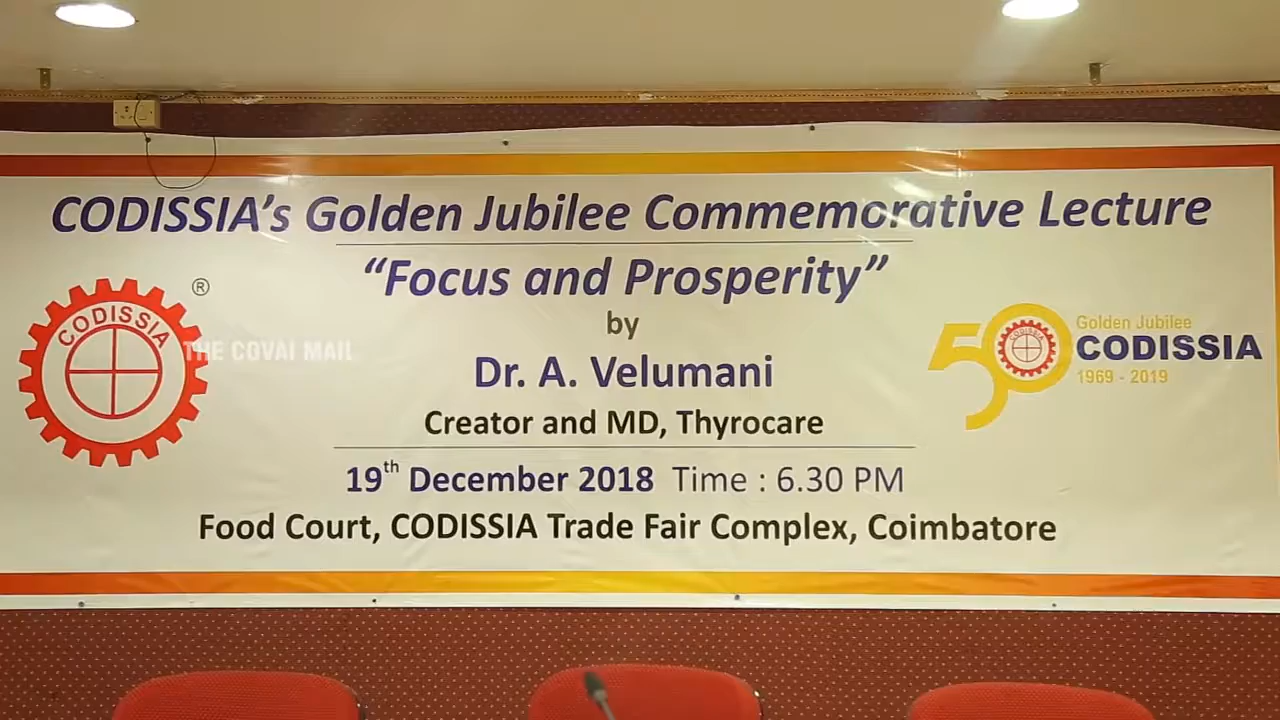 CODISSIA's Golden Jubilee Commemorative Lecture
“Focus and Prosperity”
by
Dr. A. Velumani
Creator and MD, Thyrocare
19th December 2018 Time : 6.30 PM
Food Court, CODISSIA Trade Fair Complex, Coimbatore
CODISSIA
®
THE COVAI MAIL
50
CODISSIA
Golden Jubilee
CODISSIA
1969 - 2019